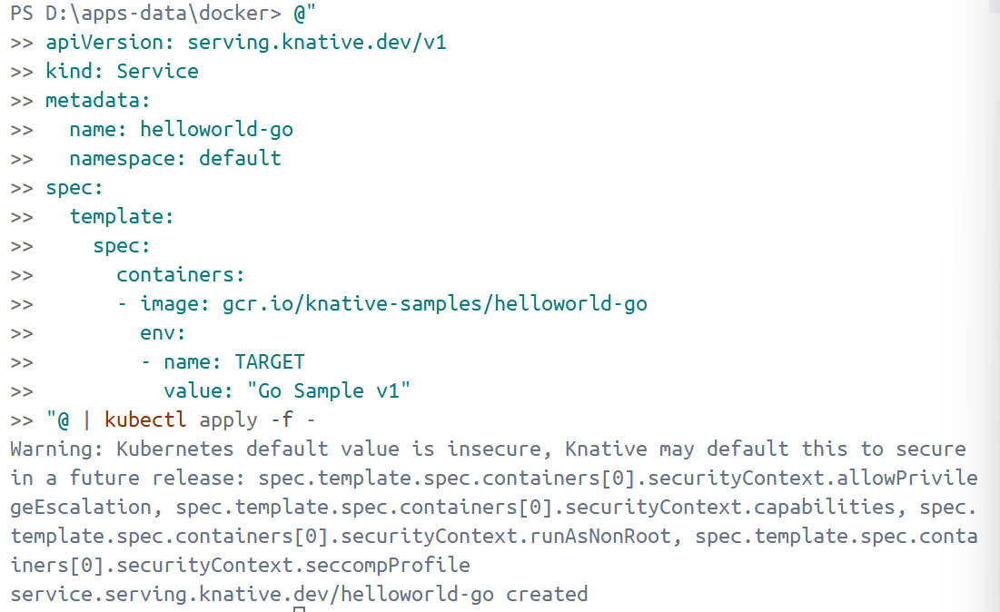 PS D:\apps-data\docker> @"
>> apiVersion: serving.knative.dev/v1
>> kind: Service
>> metadata:
>>   name: helloworld-go
>>   namespace: default
>> spec:
>>   template:
>>     spec:
>>       containers:
>>       - image: gcr.io/knative-samples/helloworld-go
>>         env:
>>         - name: TARGET
>>           value: "Go Sample v1"
>> "@ | kubectl apply -f -
Warning: Kubernetes default value is insecure, Knative may default this to secure
in a future release: spec.template.spec.containers[0].securityContext.allowPrivile
geEscalation, spec.template.spec.containers[0].securityContext.capabilities, spec.
template.spec.containers[0].securityContext.runAsNonRoot, spec.template.spec.conta
iners[0].securityContext.seccompProfile
service.serving.knative.dev/helloworld-go created